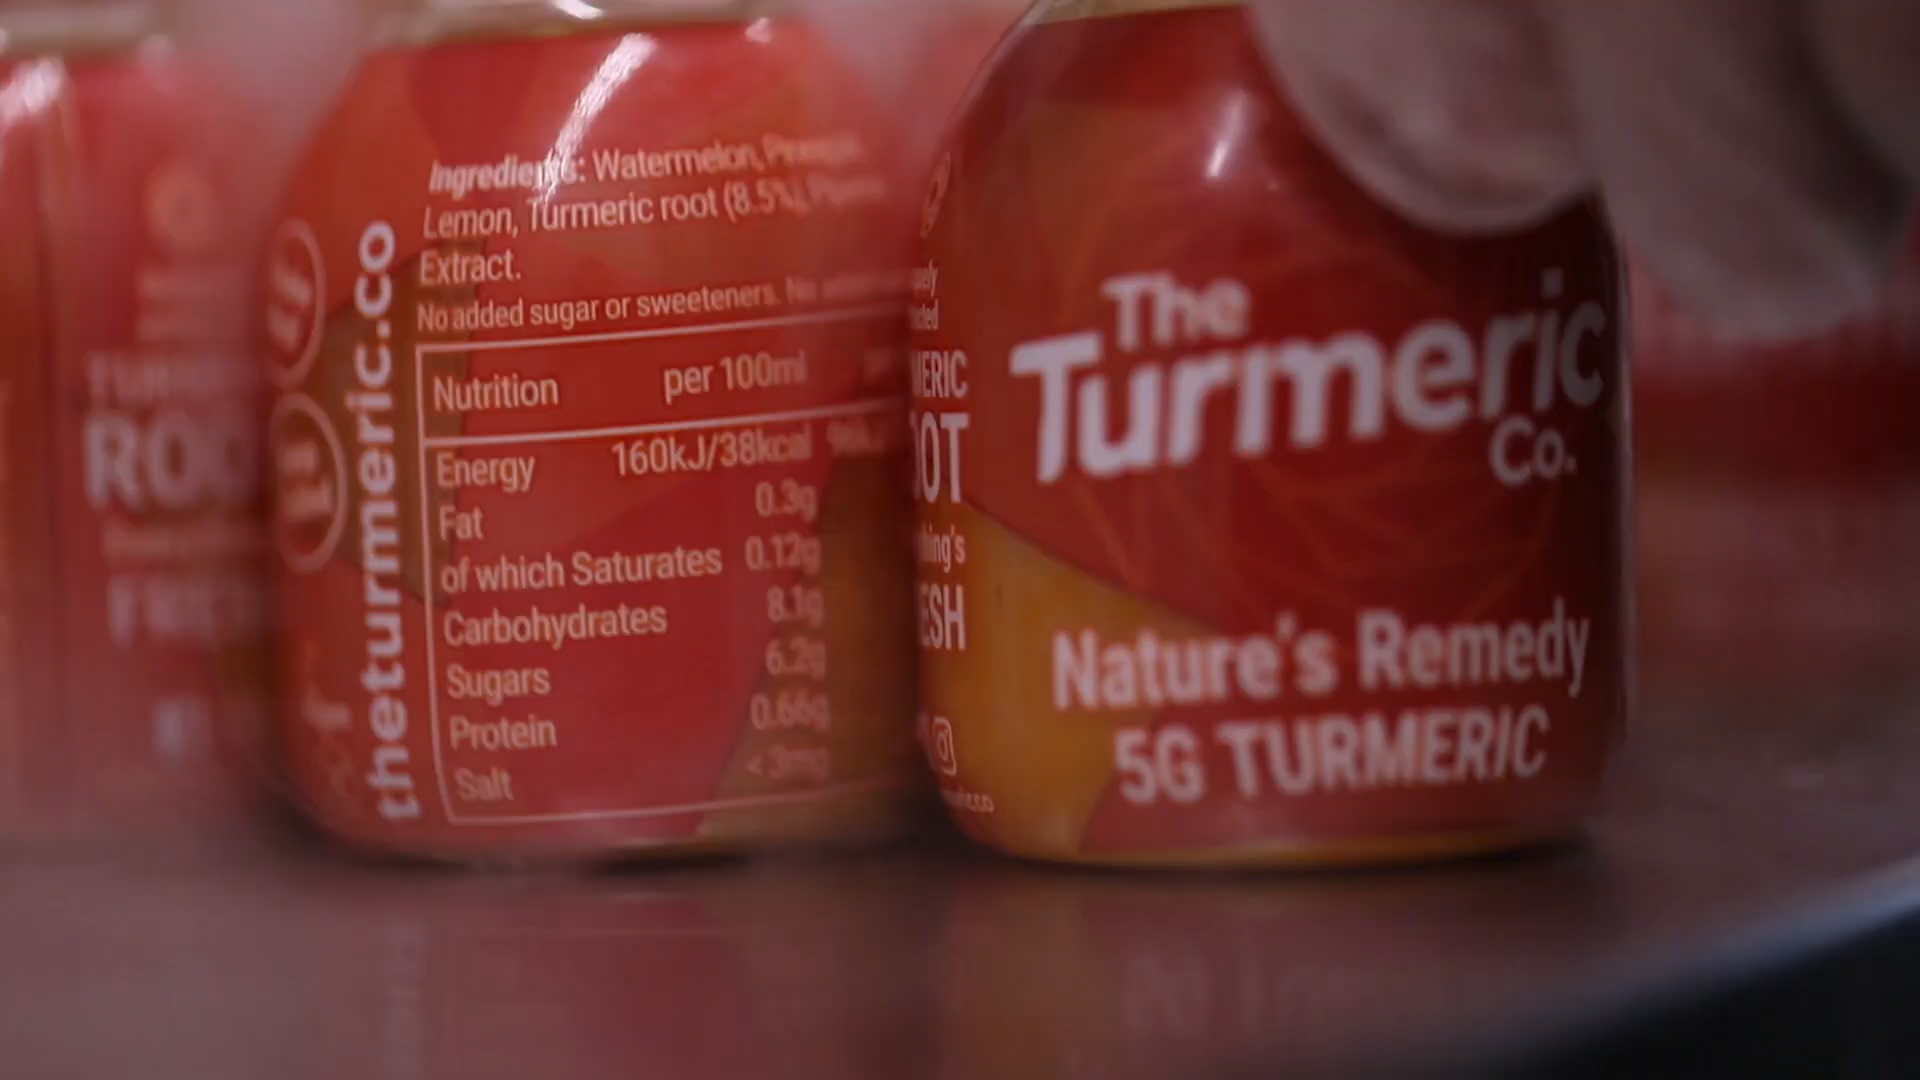 Ingredients: Watermelon,
Lemon, Turmeric root (8.5%),
Extract.
No added sugar or sweeteners. No
Nutrition per 100ml
Energy 160kJ/38kcal
Fat 0.3g
of which Saturates 0.12g
Carbohydrates 8.1g
Sugars 6.2g
Protein 0.66g
Salt <3mg
theturmeric.co
The
Turmeric
Co.
Nature's Remedy
5G TURMERIC